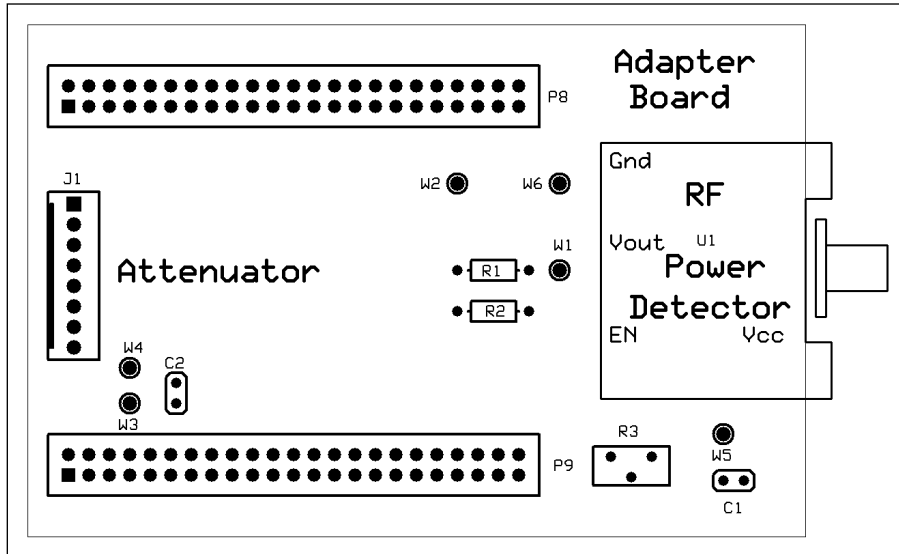 Adapter
Board
P8
Gnd
J1
W2
W6
RF
W1
Vout
U1
Attenuator
R1
Power
R2
Detector
EN
Vcc
W4
C2
W3
R3
P9
W5
C1